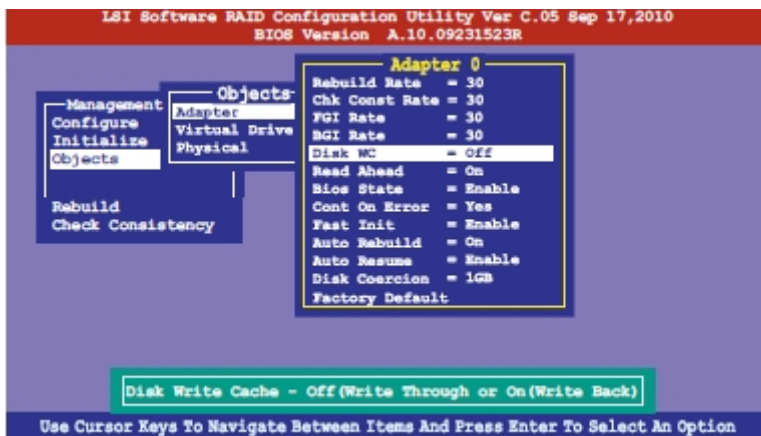 LSI Software RAID Configuration Utility Ver C.05 Sep 17,2010
BIOS Version A.10.09231523R
Management
Configure
Initialize
Objects
Rebuild
Check Consistency
Objects
Adapter
Virtual Drive
Physical
Adapter 0
Rebuild Rate = 30
Chk Const Rate = 30
FGI Rate = 30
BGI Rate = 30
Disk WC = Off
Read Ahead = On
Bios State = Enable
Cont On Error = Yes
Fast Init = Enable
Auto Rebuild = On
Auto Resume = Enable
Disk Coercion = 1GB
Factory Default
Disk Write Cache - Off(Write Through or On(Write Back)
Use Cursor Keys To Navigate Between Items And Press Enter To Select An Option